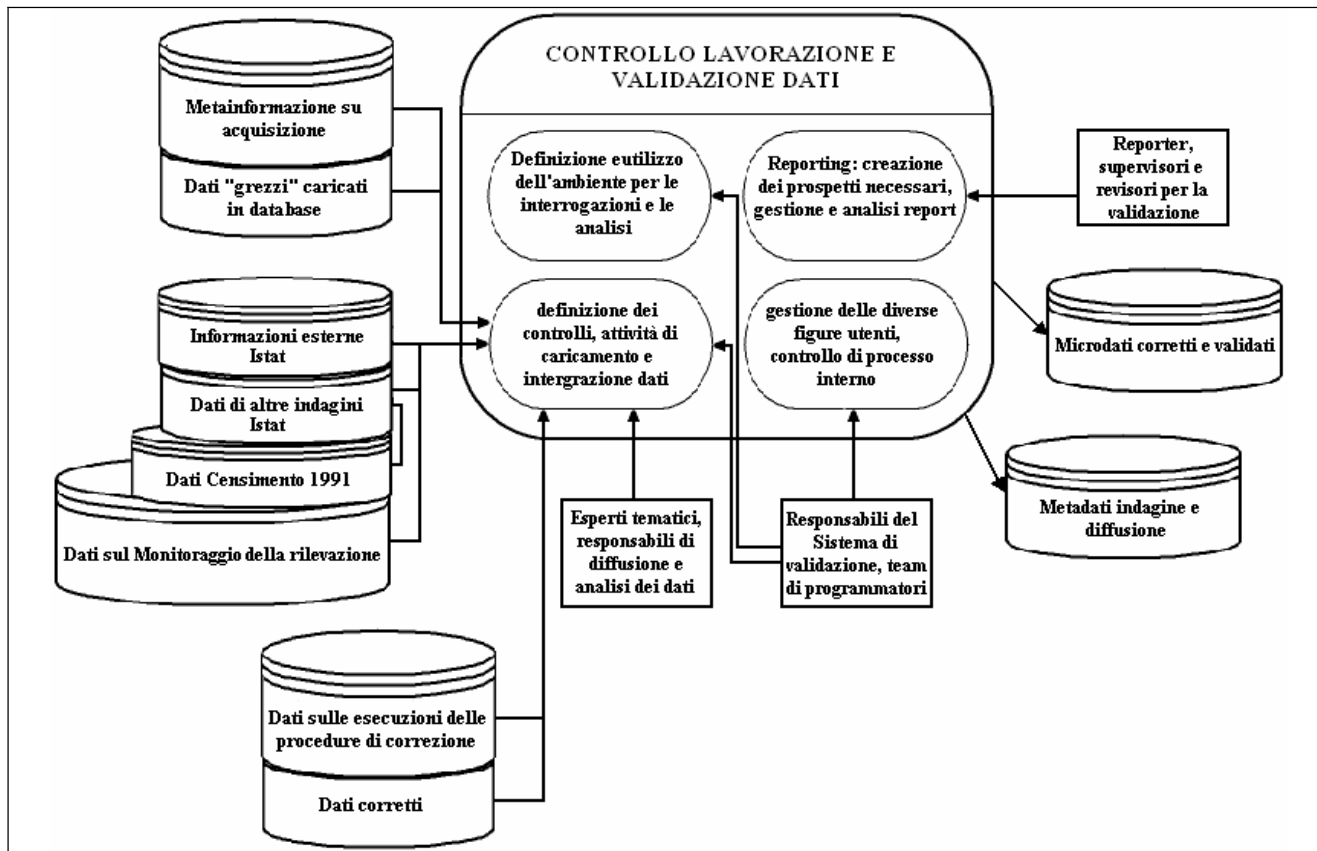 CONTROLLO LAVORAZIONE E
VALIDAZIONE DATI
Metainformazione su
acquisizione
Dati "grezzi" caricati
in database
Definizione eutilizo
dell'ambiente per le
interrogazioni e le
analisi
Reporting: creazione
dei prospetti necessari,
gestione e analisi report
Reporter,
supervisori e
revisori per la
validazione
Informazioni esterne
Istat
Dati di altre indagini
Istat
Dati Censimento 1991
Dati sul Monitoraggio della rilevazione
definizione dei
controlli, attività di
caricamento e
intergrazione dati
gestione delle diverse
figure utenti,
controllo di processo
interno
Microdati corretti e validati
Metadati indagine e
diffusione
Esperti tematici,
responsabili di
diffusione e
analisi dei dati
Responsabili del
Sistema di
validazione, team
di programmatori
Dati sulle esecuzioni delle
procedure di correzione
Dati corretti